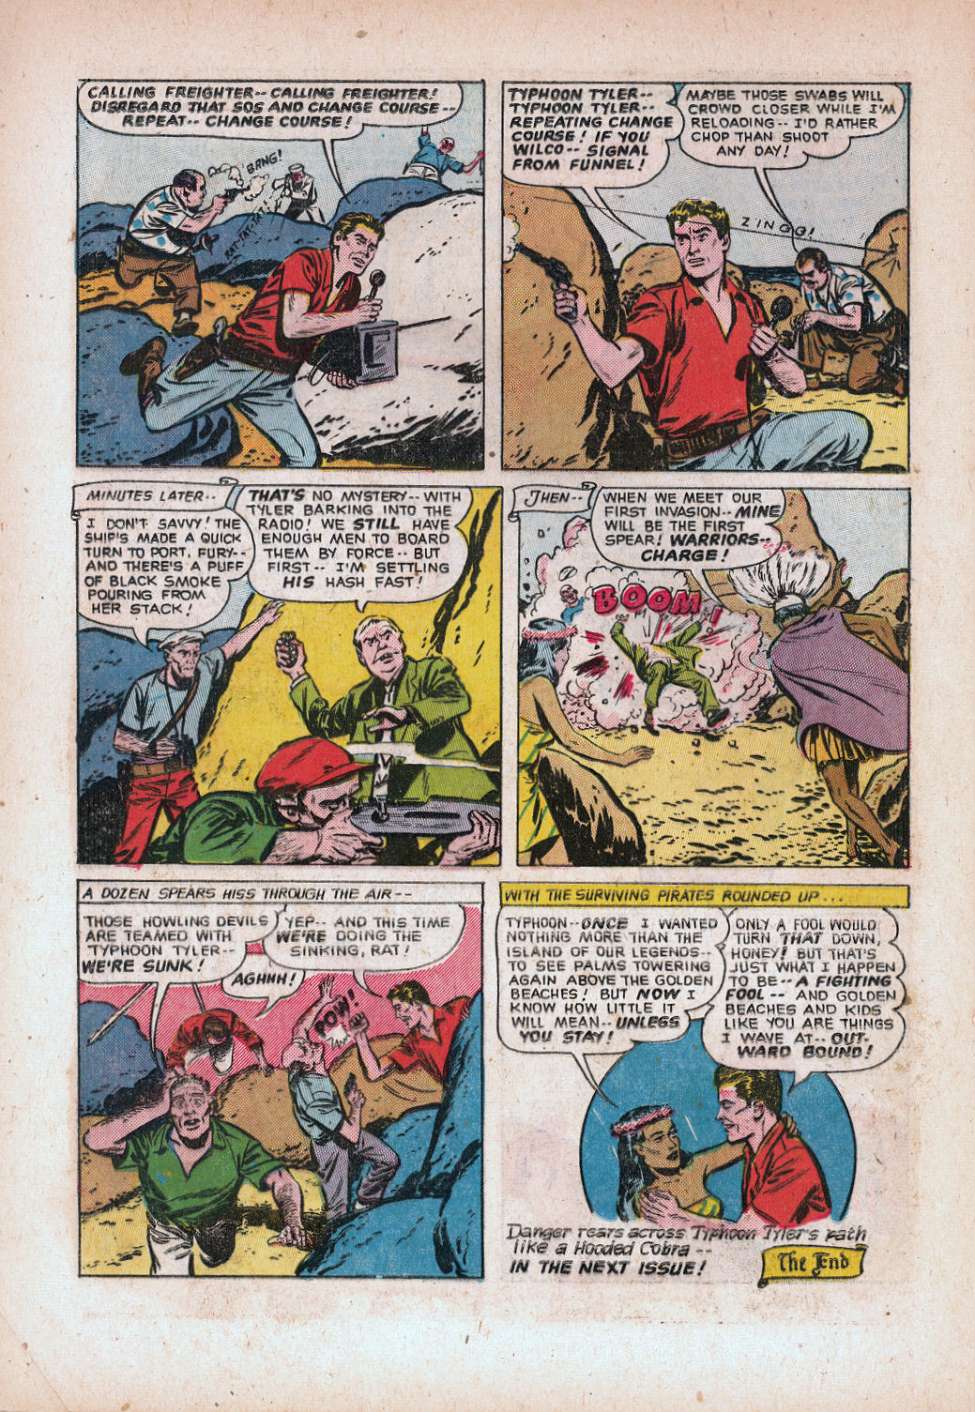 CALLING FREIGHTER-- CALLING FREIGHTER!
DISREGARD THAT SOS AND CHANGE COURSE--
REPEAT-- CHANGE COURSE!
BANG!
RAT-TAT-TAT
TYPHOON TYLER--
TYPHOON TYLER--
REPEATING CHANGE
COURSE! IF YOU
WILCO-- SIGNAL
FROM FUNNEL!
MAYBE THOSE SWABS WILL
CROWD CLOSER WHILE I'M
RELOADING-- I'D RATHER
CHOP THAN SHOOT
ANY DAY!
ZINGG!
MINUTES LATER--
I DON'T SAVVY! THE
SHIP'S MADE A QUICK
TURN TO PORT, FURY--
AND THERE'S A PUFF
OF BLACK SMOKE
POURING FROM
HER STACK!
THAT'S NO MYSTERY-- WITH
TYLER BARKING INTO THE
RADIO! WE STILL HAVE
ENOUGH MEN TO BOARD
THEM BY FORCE-- BUT
FIRST-- I'M SETTLING
HIS HASH FAST!
THEN--
WHEN WE MEET OUR
FIRST INVASION-- MINE
WILL BE THE FIRST
SPEAR! WARRIORS--
CHARGE!
BOOM!
A DOZEN SPEARS HISS THROUGH THE AIR--
THOSE HOWLING DEVILS
ARE TEAMED WITH
TYPHOON TYLER--
WE'RE SUNK!
YEP-- AND THIS TIME
WE'RE DOING THE
SINKING, RAT!
AGHHH!
POW!
WITH THE SURVIVING PIRATES ROUNDED UP...
TYPHOON-- ONCE I WANTED
NOTHING MORE THAN THE
ISLAND OF OUR LEGENDS--
TO SEE PALMS TOWERING
AGAIN ABOVE THE GOLDEN
BEACHES! BUT NOW I
KNOW HOW LITTLE IT
WILL MEAN-- UNLESS
YOU STAY!
ONLY A FOOL WOULD
TURN THAT DOWN,
HONEY! BUT THAT'S
JUST WHAT I HAPPEN
TO BE-- A FIGHTING
FOOL-- AND GOLDEN
BEACHES AND KIDS
LIKE YOU ARE THINGS
I WAVE AT-- OUT-
WARD BOUND!
Danger rears across Typhoon Tyler's path
like a Hooded Cobra --
IN THE NEXT ISSUE!
The End